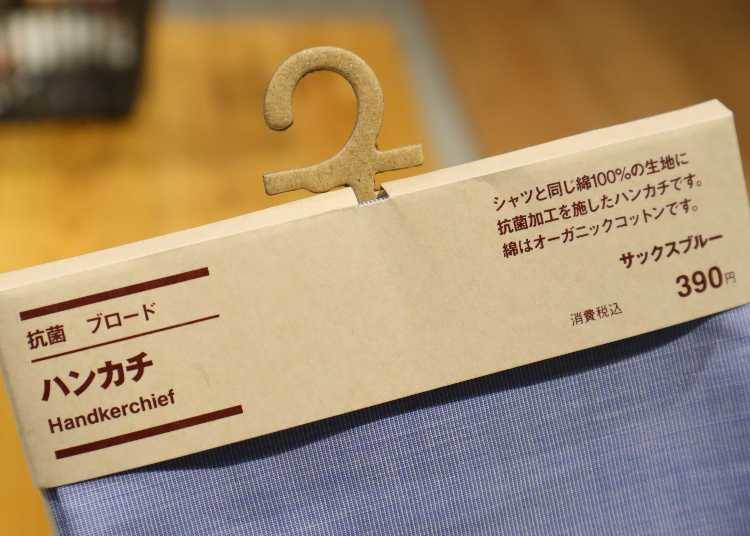 抗菌 ブロード
ハンカチ
Handkerchief
シャツと同じ綿100%の生地に
抗菌加工を施したハンカチです。
綿はオーガニックコットンです。
サックスブルー
消費税込 390円